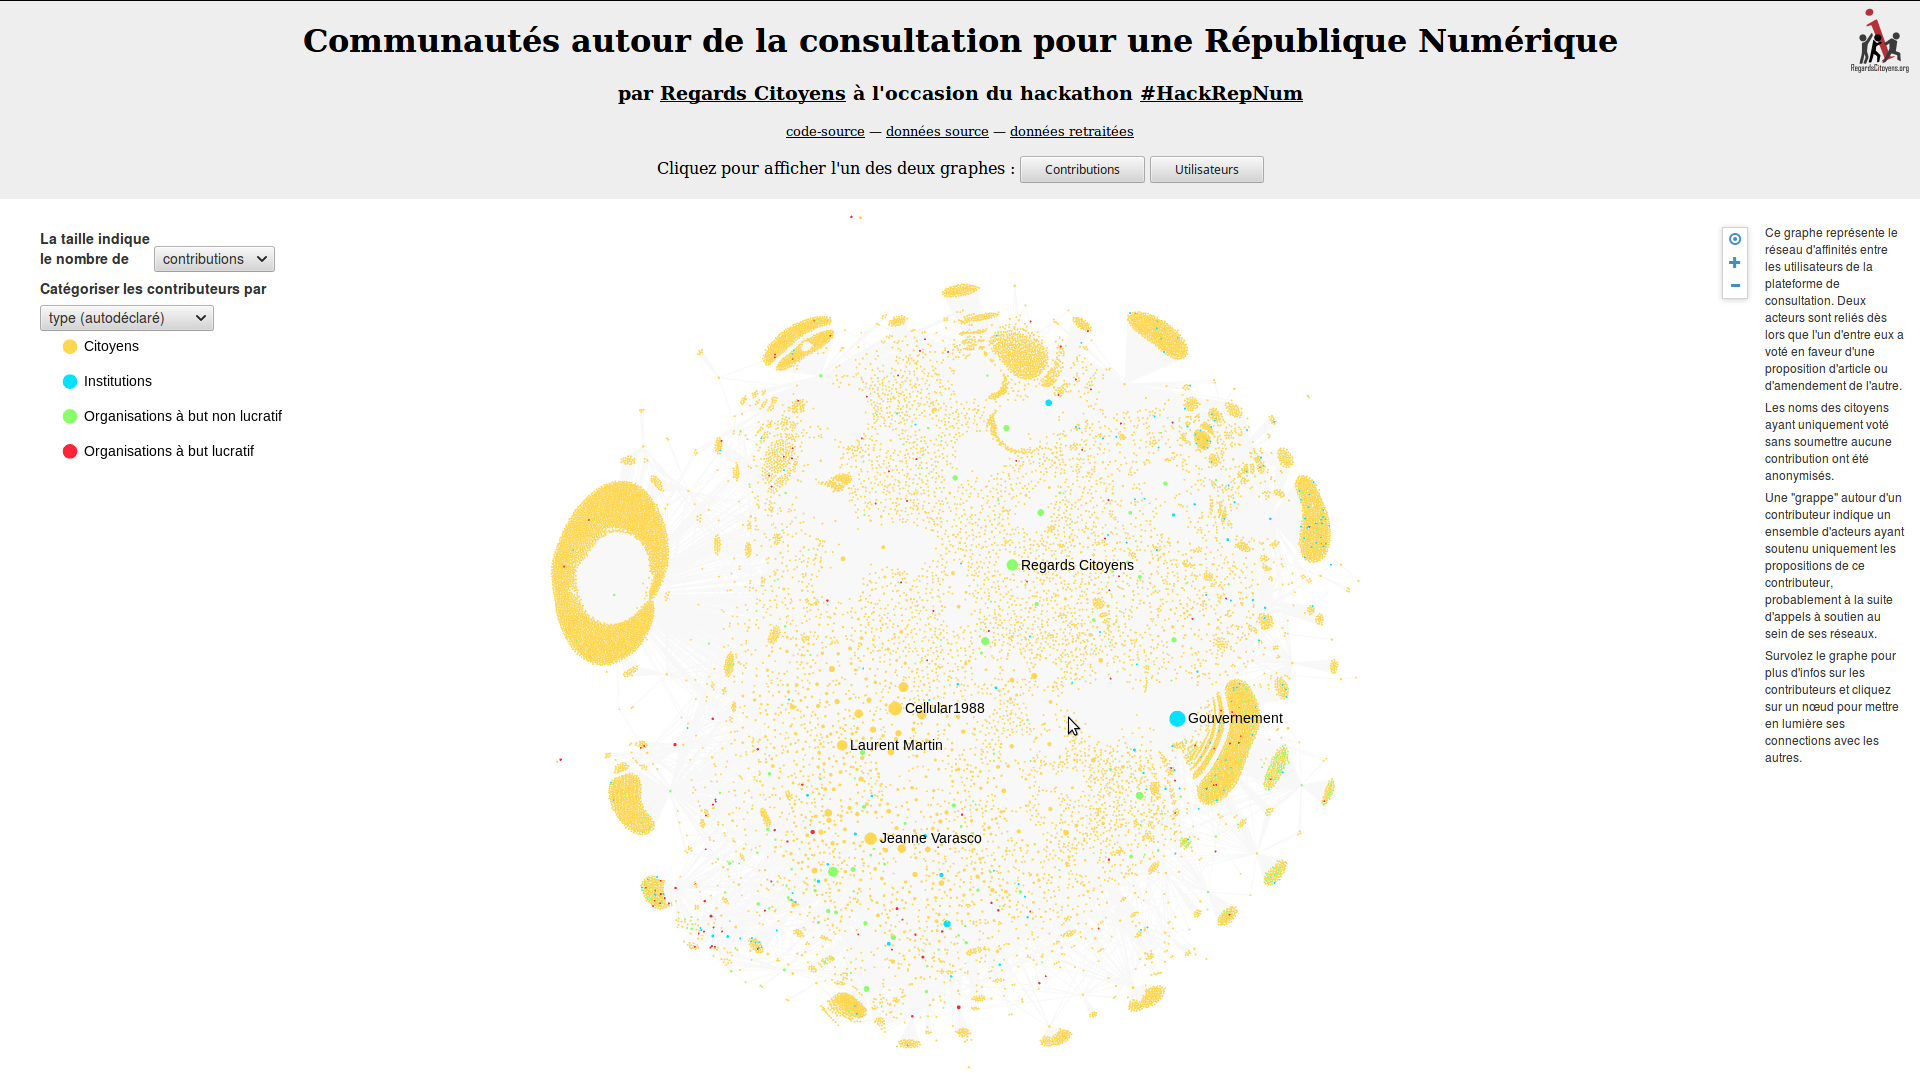 Communautés autour de la consultation pour une République Numérique
par Regards Citoyens à l'occasion du hackathon #HackRepNum
code-source — données source — données retraitées
Cliquez pour afficher l'un des deux graphes : Contributions Utilisateurs
RegardsCitoyens.org
La taille indique
le nombre de contributions
Catégoriser les contributeurs par
type (autodéclaré)
Citoyens
Institutions
Organisations à but non lucratif
Organisations à but lucratif
Regards Citoyens
Cellular1988
Gouvernement
Laurent Martin
Jeanne Varasco
Ce graphe représente le
réseau d'affinités entre
les utilisateurs de la
plateforme de
consultation. Deux
acteurs sont reliés dès
lors que l'un d'entre eux a
voté en faveur d'une
proposition d'article ou
d'amendement de l'autre.
Les noms des citoyens
ayant uniquement voté
sans soumettre aucune
contribution ont été
anonymisés.
Une "grappe" autour d'un
contributeur indique un
ensemble d'acteurs ayant
soutenu uniquement les
propositions de ce
contributeur,
probablement à la suite
d'appels à soutien au
sein de ses réseaux.
Survolez le graphe pour
plus d'infos sur les
contributeurs et cliquez
sur un nœud pour mettre
en lumière ses
connections avec les
autres.